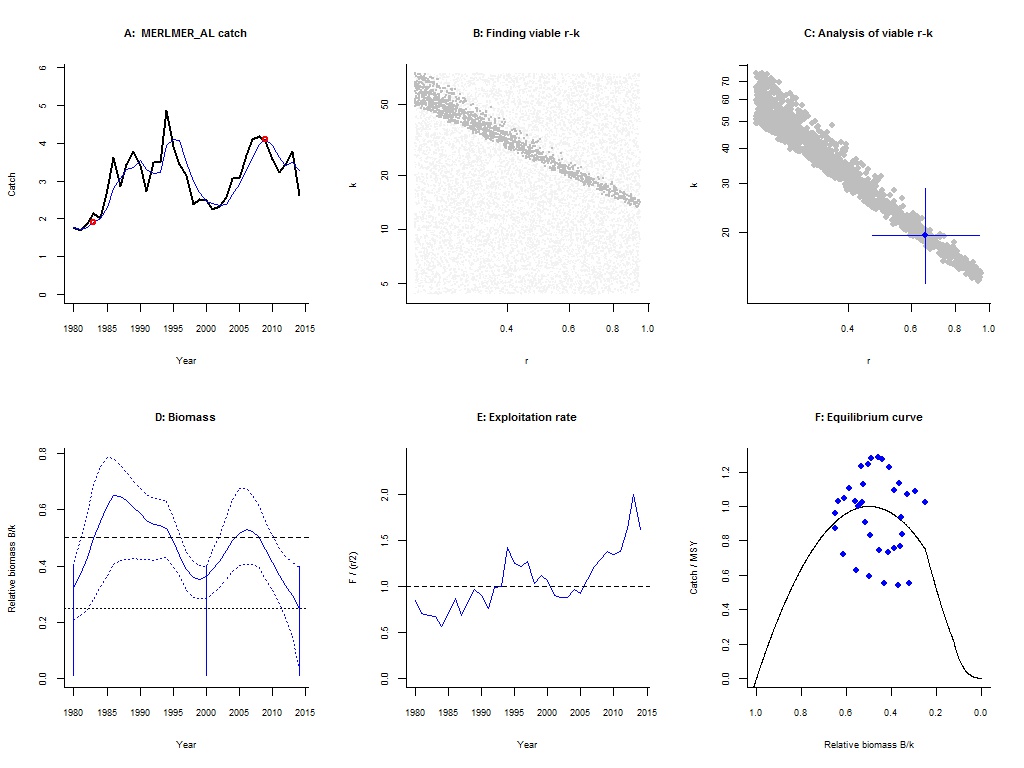 A:  MERLMER_AL catch
B: Finding viable r-k
C: Analysis of viable r-k
Catch
0 1 2 3 4 5 6
1980 1985 1990 1995 2000 2005 2010 2015
Year
k
5 10 20 50
0.4 0.6 0.8 1.0
r
k
20 30 40 50 60 70
0.4 0.6 0.8 1.0
r
D: Biomass
E: Exploitation rate
F: Equilibrium curve
Relative biomass B/k
0.0 0.2 0.4 0.6 0.8
1980 1985 1990 1995 2000 2005 2010 2015
Year
F / (r/2)
0.0 0.5 1.0 1.5 2.0
1980 1985 1990 1995 2000 2005 2010 2015
Year
Catch / MSY
0.0 0.2 0.4 0.6 0.8 1.0 1.2
1.0 0.8 0.6 0.4 0.2 0.0
Relative biomass B/k